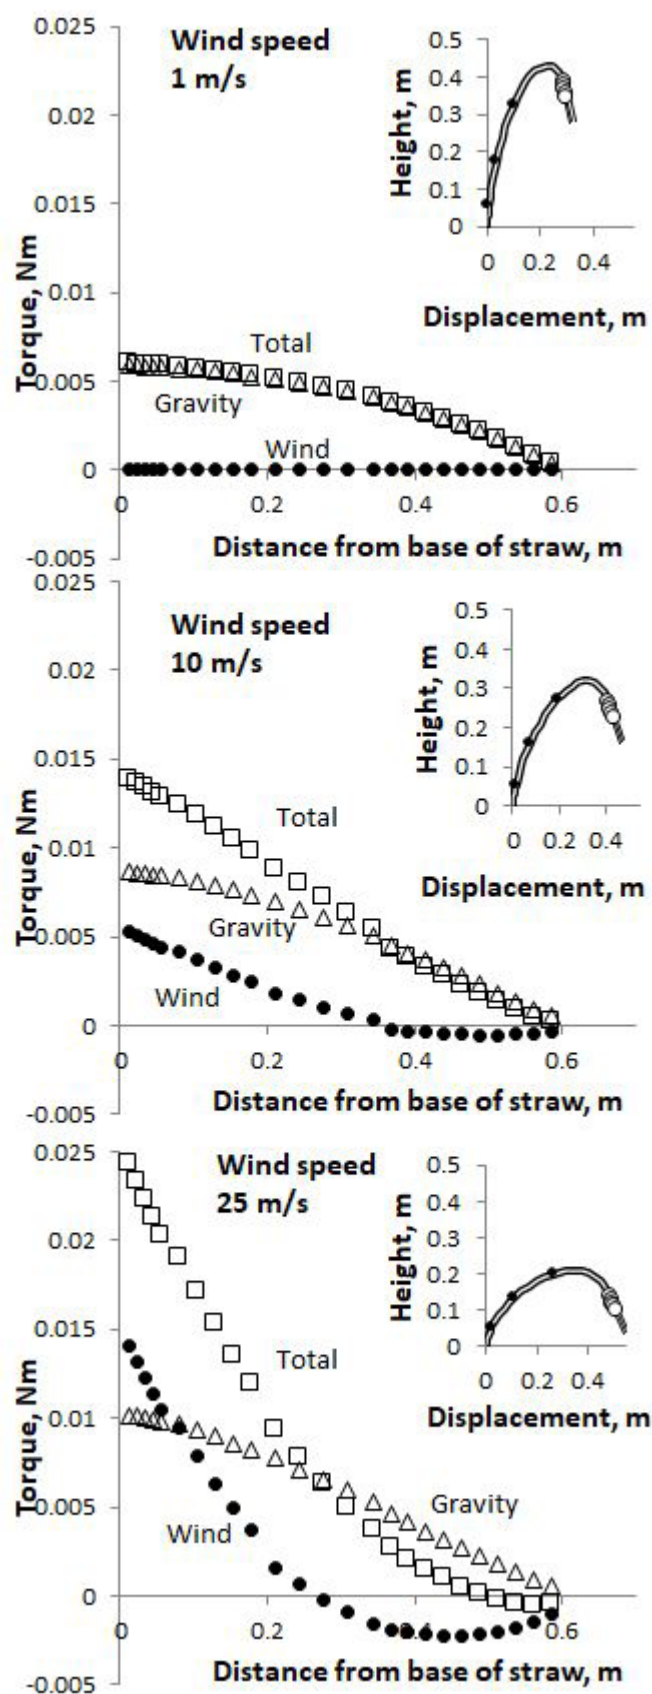 0.025
Wind speed
1 m/s
0.02
0.015
0.01
0.005
0
-0.005
Torque, Nm
Total
Gravity
Wind
0
0.2
0.4
0.6
Distance from base of straw, m
0.5
0.4
0.3
0.2
0.1
0
Height, m
0 0.2 0.4
Displacement, m
0.025
Wind speed
10 m/s
0.02
0.015
0.01
0.005
0
-0.005
Torque, Nm
Total
Gravity
Wind
0
0.2
0.4
0.6
Distance from base of straw, m
0.5
0.4
0.3
0.2
0.1
0
Height, m
0 0.2 0.4
Displacement, m
0.025
Wind speed
25 m/s
0.02
0.015
0.01
0.005
0
-0.005
Torque, Nm
Total
Gravity
Wind
0
0.2
0.4
0.6
Distance from base of straw, m
0.5
0.4
0.3
0.2
0.1
0
Height, m
0 0.2 0.4
Displacement, m